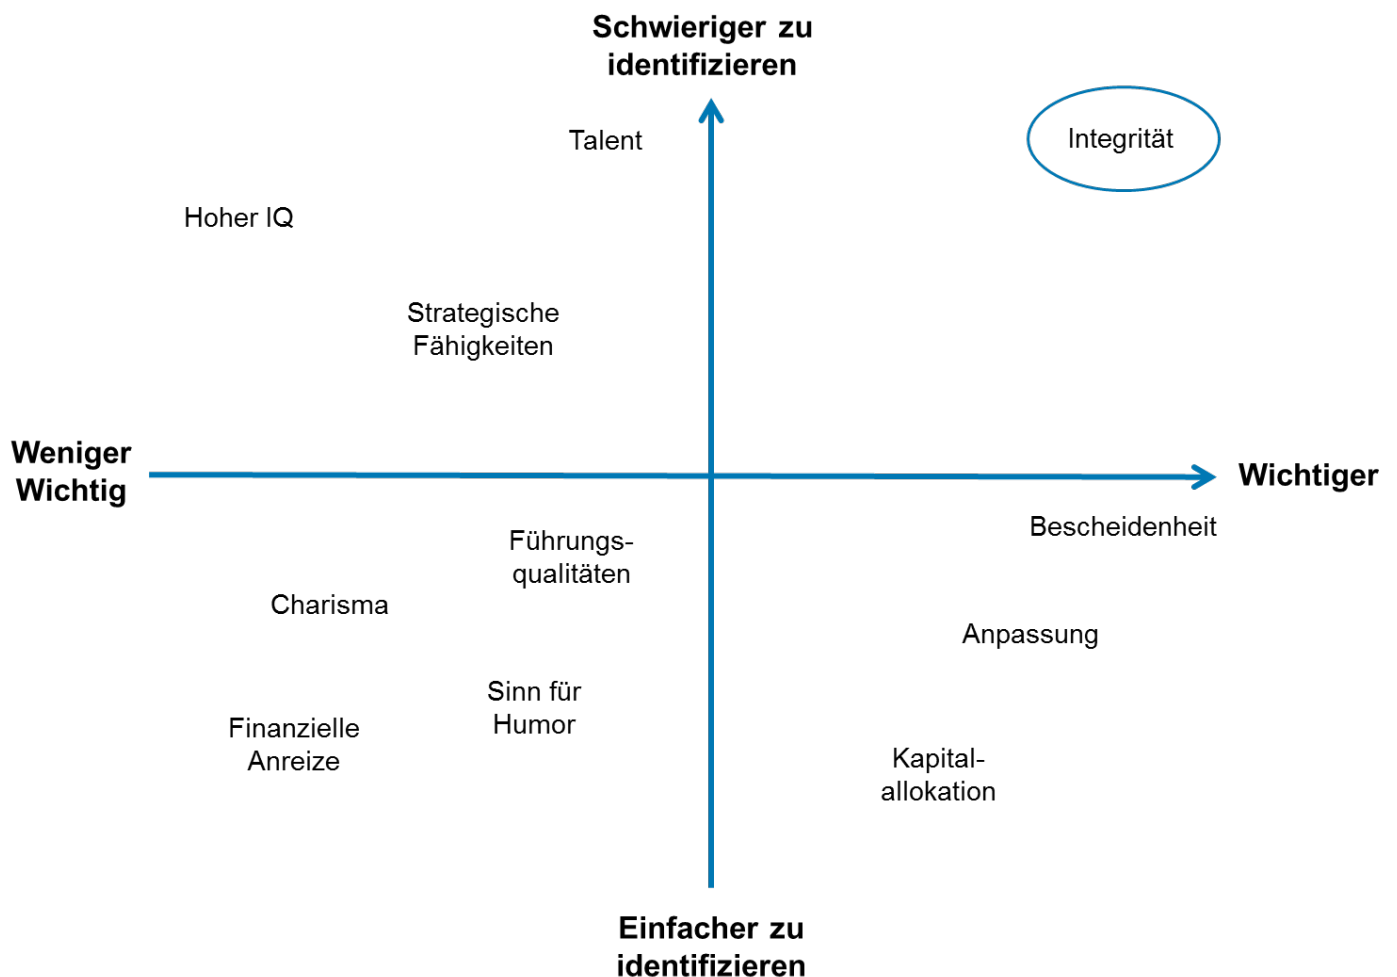 Schwieriger zu
identifizieren
Talent
Integrität
Hoher IQ
Strategische
Fähigkeiten
Weniger
Wichtig
Wichtiger
Bescheidenheit
Führungs-
qualitäten
Charisma
Anpassung
Sinn für
Humor
Finanzielle
Anreize
Kapital-
allokation
Einfacher zu
identifizieren